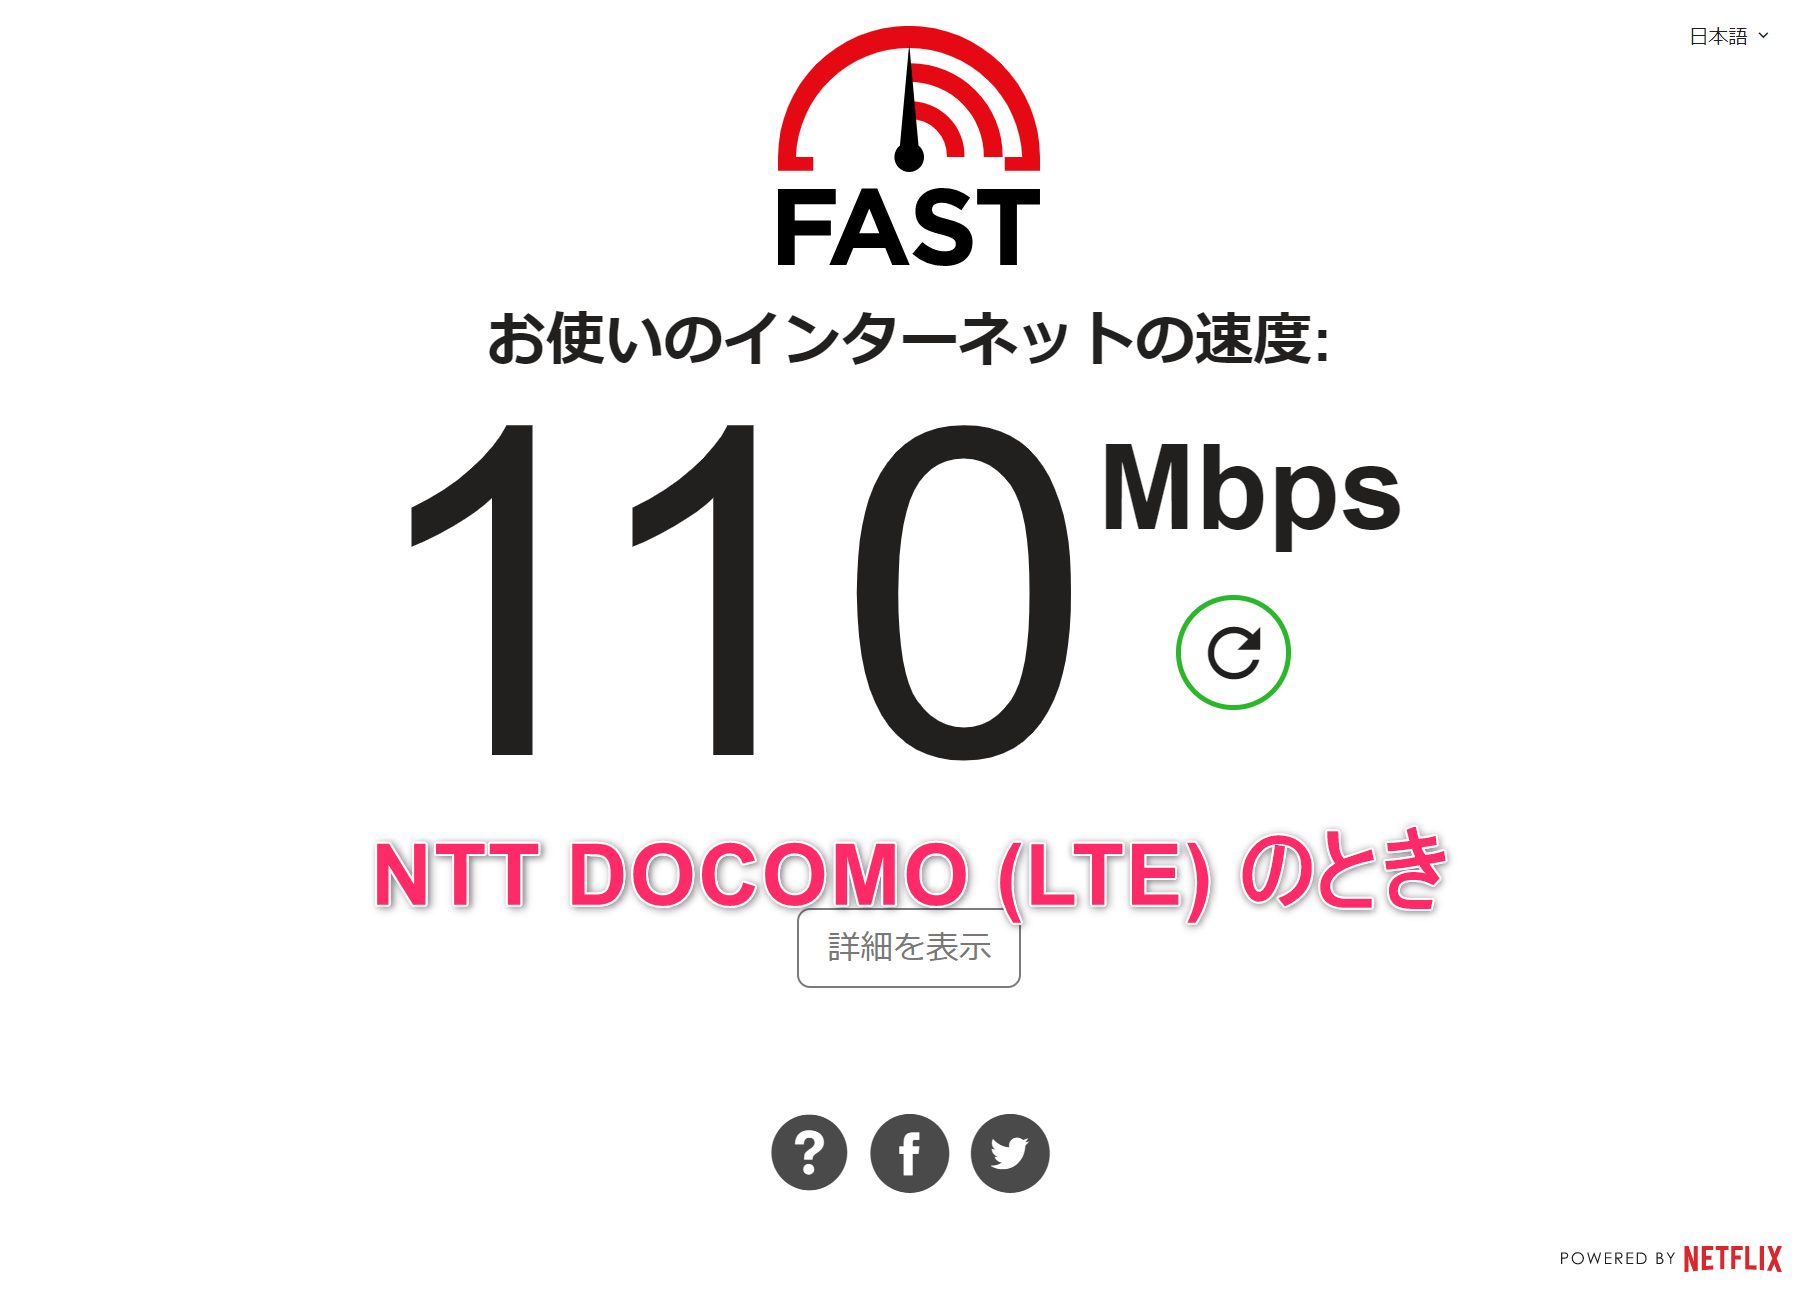 日本語
FAST
お使いのインターネットの速度:
110 Mbps
NTT DOCOMO (LTE) のとき
詳細を表示
?
f
POWERED BY NETFLIX